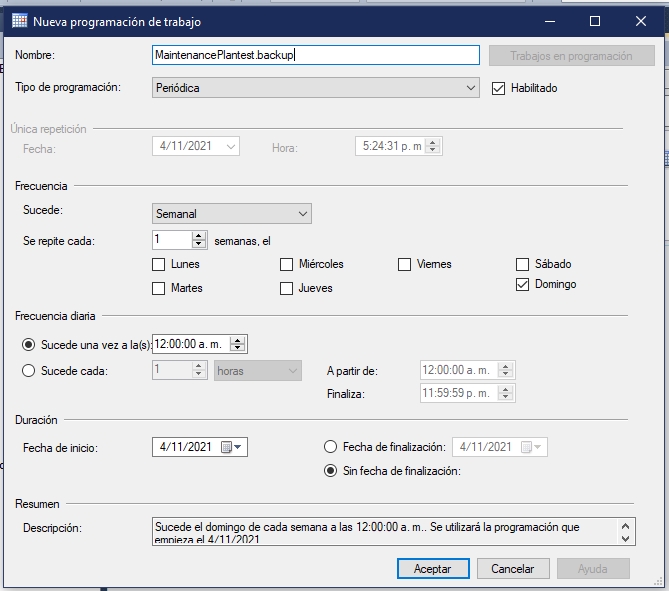 Nueva programación de trabajo
Nombre: MaintenancePlantest.backup Trabajos en programación
Tipo de programación: Periódica Habilitado
Única repetición
Fecha: 4/11/2021 Hora: 5:24:31 p. m
Frecuencia
Sucede: Semanal
Se repite cada: 1 semanas, el
Lunes Miércoles Viernes Sábado
Martes Jueves Domingo
Frecuencia diaria
Sucede una vez a la(s): 12:00:00 a. m.
Sucede cada: 1 horas A partir de: 12:00:00 a. m.
Finaliza: 11:59:59 p. m.
Duración
Fecha de inicio: 4/11/2021 Fecha de finalización: 4/11/2021
Sin fecha de finalización:
Resumen
Descripción: Sucede el domingo de cada semana a las 12:00:00 a. m.. Se utilizará la programación que
empieza el 4/11/2021
Aceptar Cancelar Ayuda